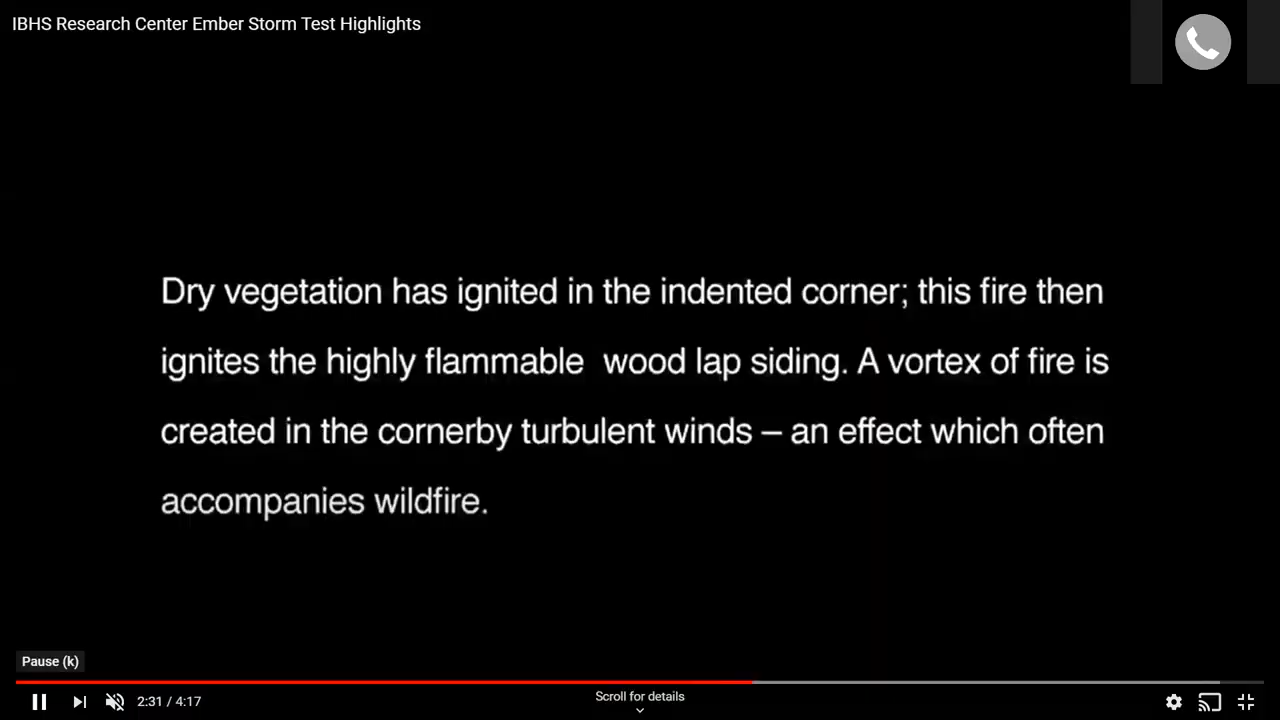 IBHS Research Center Ember Storm Test Highlights
Dry vegetation has ignited in the indented corner; this fire then
ignites the highly flammable  wood lap siding. A vortex of fire is
created in the cornerby turbulent winds – an effect which often
accompanies wildfire.
Pause (k)
2:31 / 4:17
Scroll for details